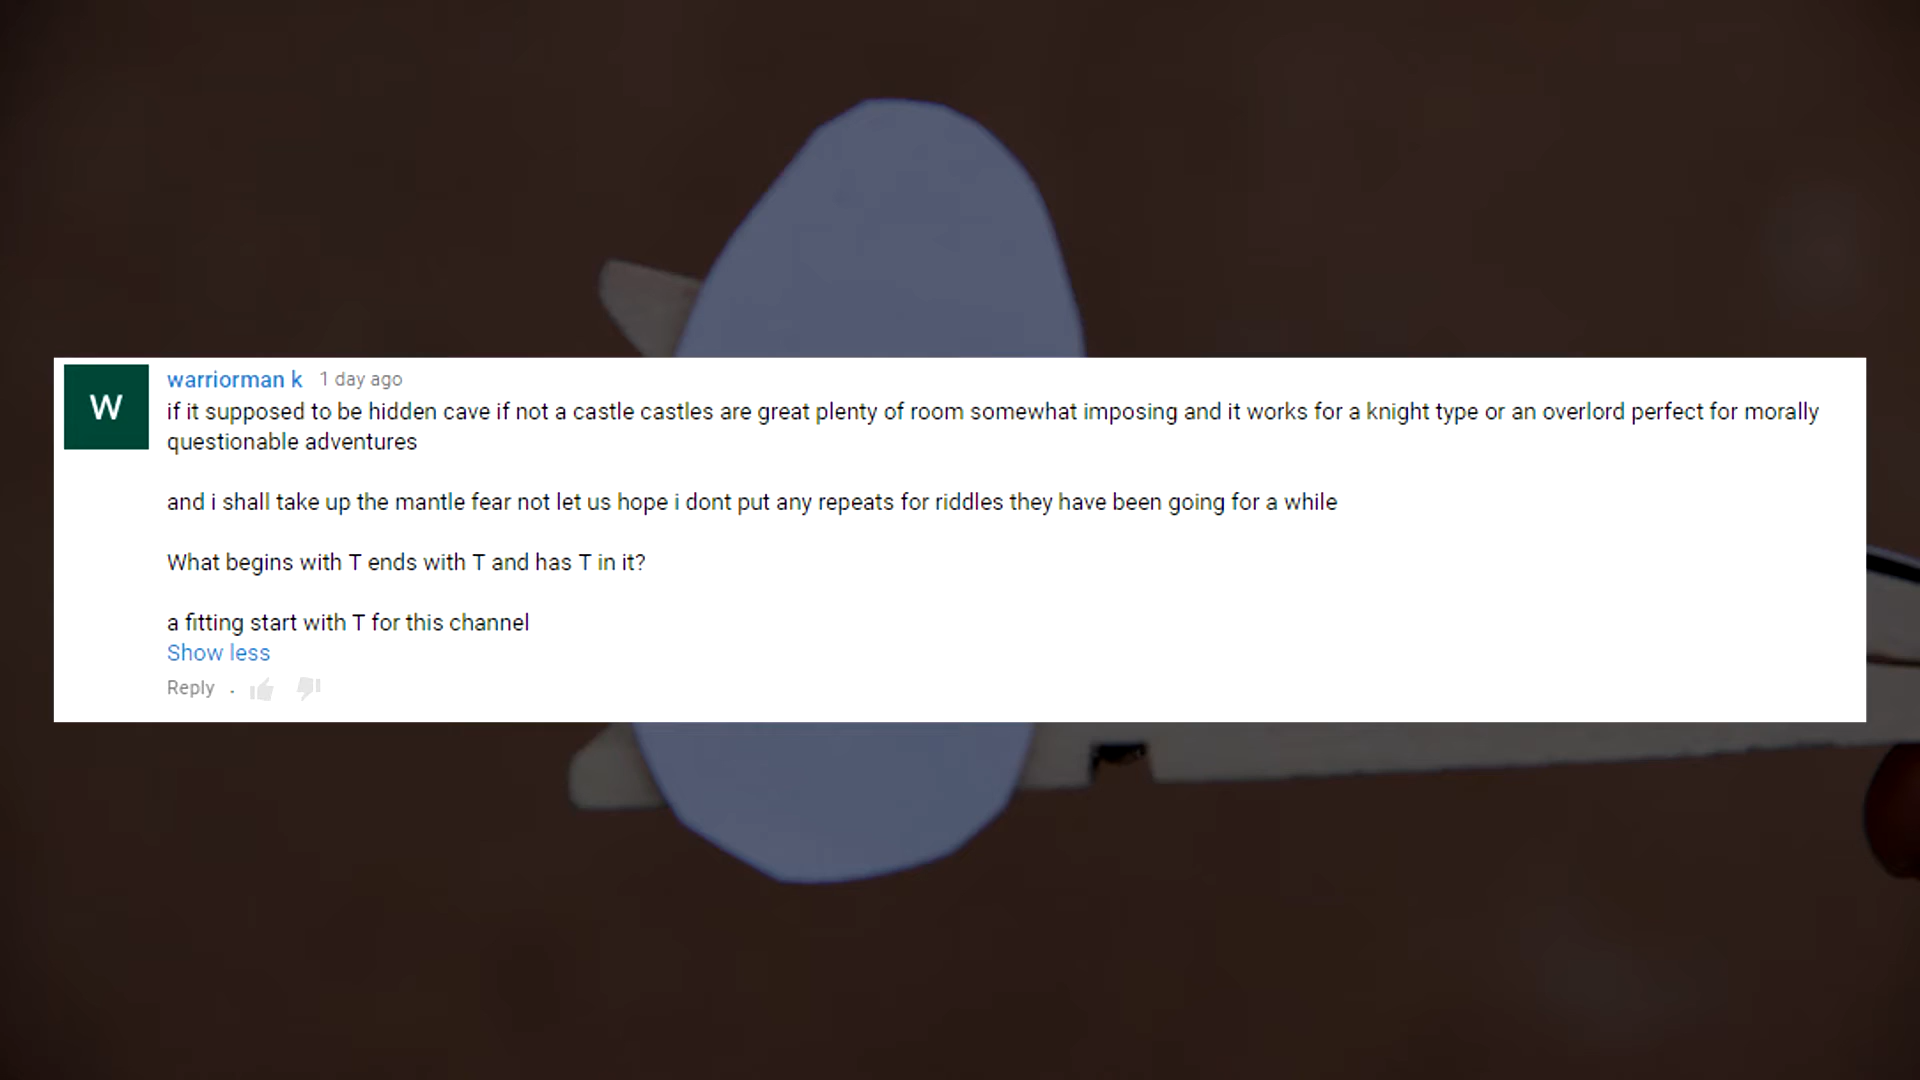 W
warriorman k 1 day ago
if it supposed to be hidden cave if not a castle castles are great plenty of room somewhat imposing and it works for a knight type or an overlord perfect for morally
questionable adventures
and i shall take up the mantle fear not let us hope i dont put any repeats for riddles they have been going for a while
What begins with T ends with T and has T in it?
a fitting start with T for this channel
Show less
Reply .